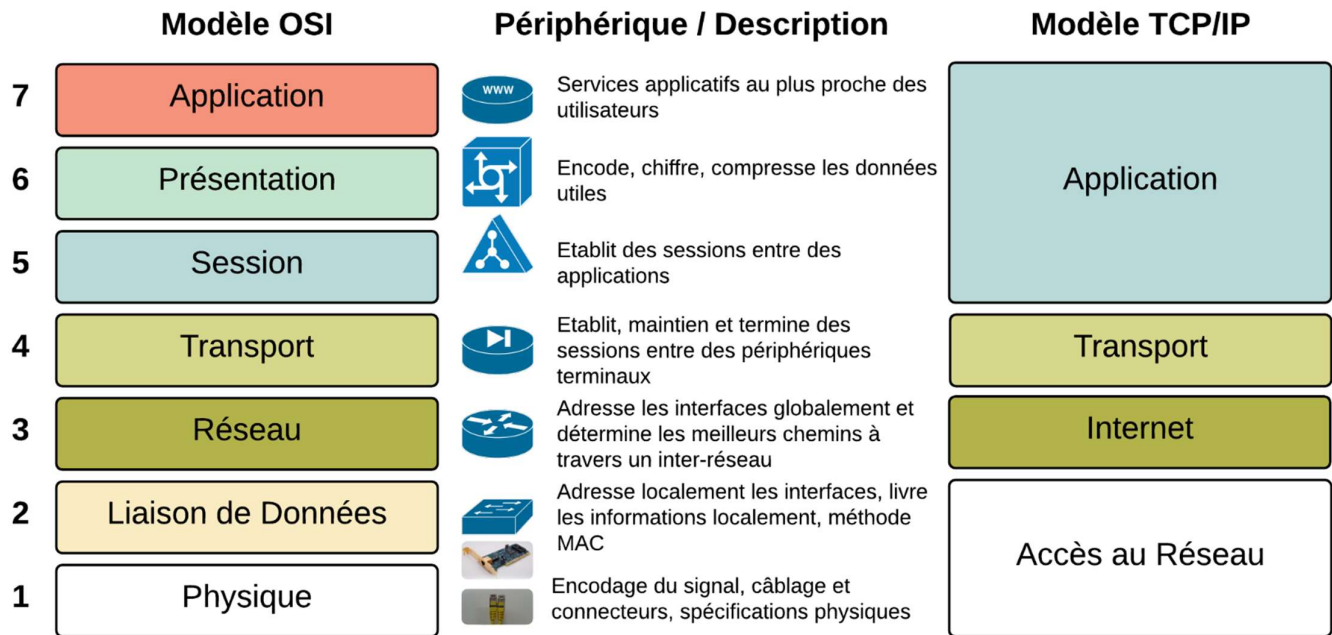 Modèle OSI
Périphérique / Description
Modèle TCP/IP
7
Application
www
Services applicatifs au plus proche des
utilisateurs
6
Présentation
Encode, chiffre, compresse les données
utiles
Application
5
Session
Etablit des sessions entre des
applications
4
Transport
Etablit, maintien et termine des
sessions entre des périphériques
terminaux
Transport
3
Réseau
Adresse les interfaces globalement et
détermine les meilleurs chemins à
travers un inter-réseau
Internet
2
Liaison de Données
Adresse localement les interfaces, livre
les informations localement, méthode
MAC
Accès au Réseau
1
Physique
Encodage du signal, câblage et
connecteurs, spécifications physiques